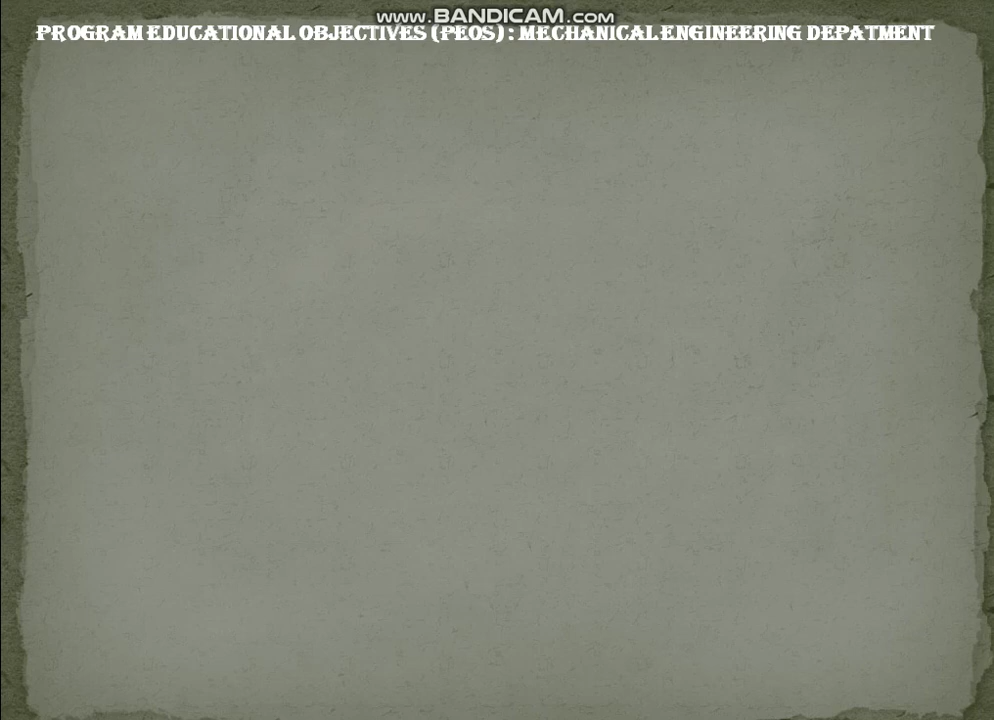 www.BANDICAM.com
PROGRAM EDUCATIONAL OBJECTIVES (PEOS) : MECHANICAL ENGINEERING DEPATMENT